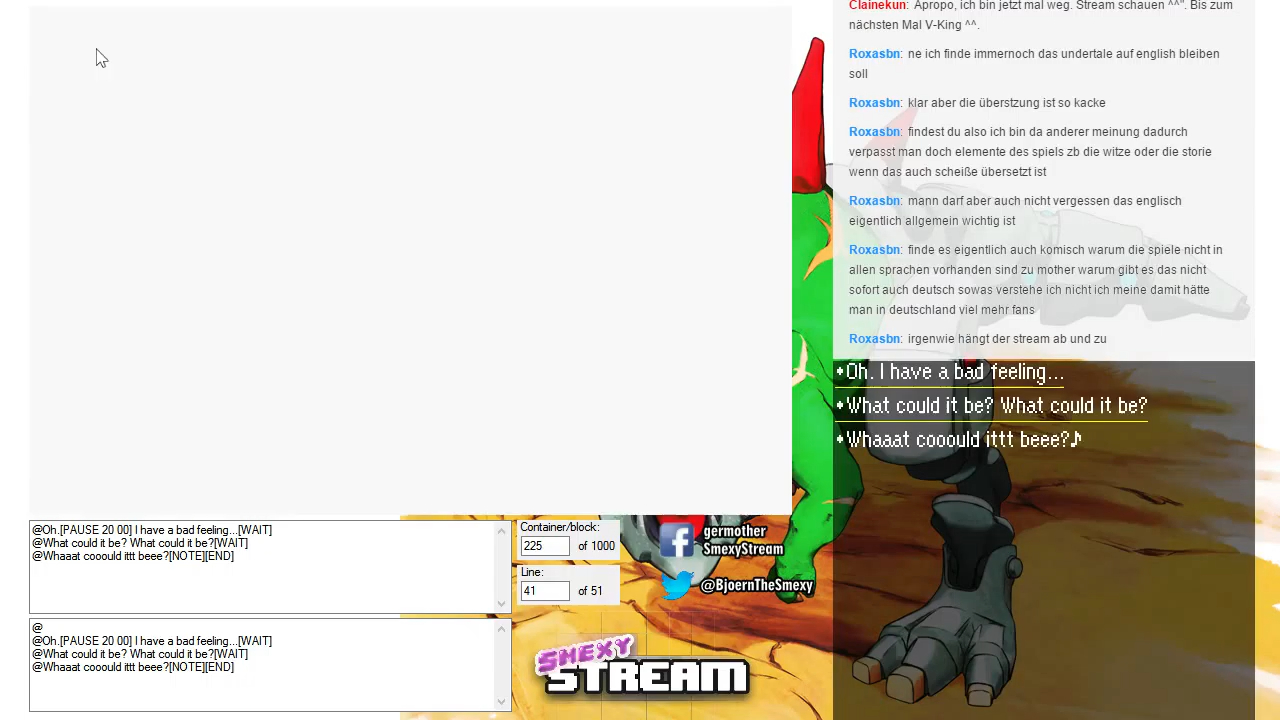 Clainekun: Apropo, ich bin jetzt mal weg. Stream schauen ^^". Bis zum
nächsten Mal V-King ^^.
Roxasbn: ne ich finde immernoch das undertale auf english bleiben
soll
Roxasbn: klar aber die überstzung ist so kacke
Roxasbn: findest du also ich bin da anderer meinung dadurch
verpasst man doch elemente des spiels zb die witze oder die storie
wenn das auch scheiße übersetzt ist
Roxasbn: mann darf aber auch nicht vergessen das englisch
eigentlich allgemein wichtig ist
Roxasbn: finde es eigentlich auch komisch warum die spiele nicht in
allen sprachen vorhanden sind zu mother warum gibt es das nicht
sofort auch deutsch sowas verstehe ich nicht ich meine damit hätte
man in deutschland viel mehr fans
Roxasbn: irgenwie hängt der stream ab und zu
•Oh. I have a bad feeling...
•What could it be? What could it be?
•Whaaat cooould ittt beee?♪
@Oh.[PAUSE 20 00] I have a bad feeling...[WAIT]
@What could it be? What could it be?[WAIT]
@Whaaat cooould ittt beee?[NOTE][END]
Container/block:
225 of 1000
Line:
41 of 51
germother
SmexyStream
@BjoernTheSmexy
@
@Oh.[PAUSE 20 00] I have a bad feeling...[WAIT]
@What could it be? What could it be?[WAIT]
@Whaaat cooould ittt beee?[NOTE][END]
SMEXY
STREAM